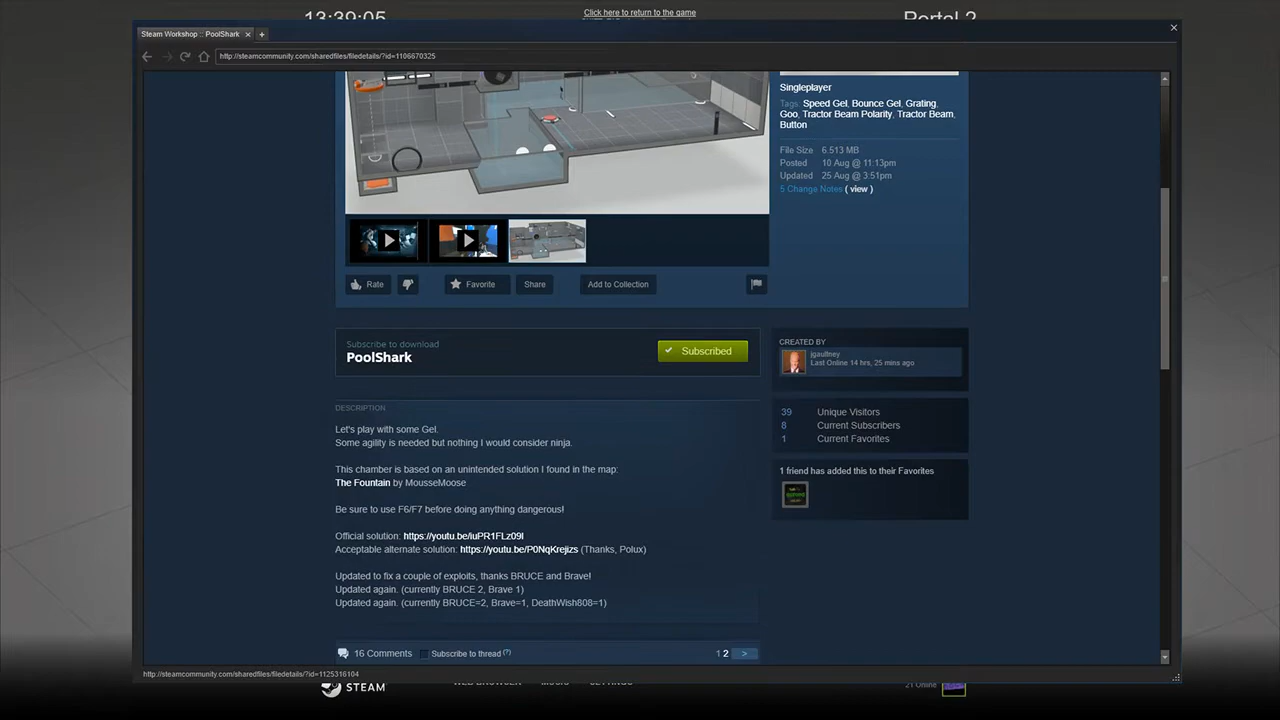 13:39:05
Click here to return to the game
Portal 2
Steam Workshop :: PoolShark
http://steamcommunity.com/sharedfiles/filedetails/?id=1106670325
Singleplayer
Tags: Speed Gel, Bounce Gel, Grating,
Goo, Tractor Beam Polarity, Tractor Beam,
Button
File Size 6.513 MB
Posted 10 Aug @ 11:13pm
Updated 25 Aug @ 3:51pm
5 Change Notes ( view )
Rate
Favorite
Share
Add to Collection
Subscribe to download
PoolShark
Subscribed
CREATED BY
jgaultney
Last Online 14 hrs, 25 mins ago
39 Unique Visitors
8 Current Subscribers
1 Current Favorites
1 friend has added this to their Favorites
DESCRIPTION
Let's play with some Gel.
Some agility is needed but nothing I would consider ninja.
This chamber is based on an unintended solution I found in the map:
The Fountain by MousseMoose
Be sure to use F6/F7 before doing anything dangerous!
Official solution: https://youtu.be/iuPR1FLz09I
Acceptable alternate solution: https://youtu.be/P0NqKrejizs (Thanks, Polux)
Updated to fix a couple of exploits, thanks BRUCE and Brave!
Updated again. (currently BRUCE 2, Brave 1)
Updated again. (currently BRUCE=2, Brave=1, DeathWish808=1)
16 Comments
Subscribe to thread (?)
1 2 >
http://steamcommunity.com/sharedfiles/filedetails/?id=1125316104
STEAM
WEB BROWSER
MUSIC
SETTINGS
21 Online